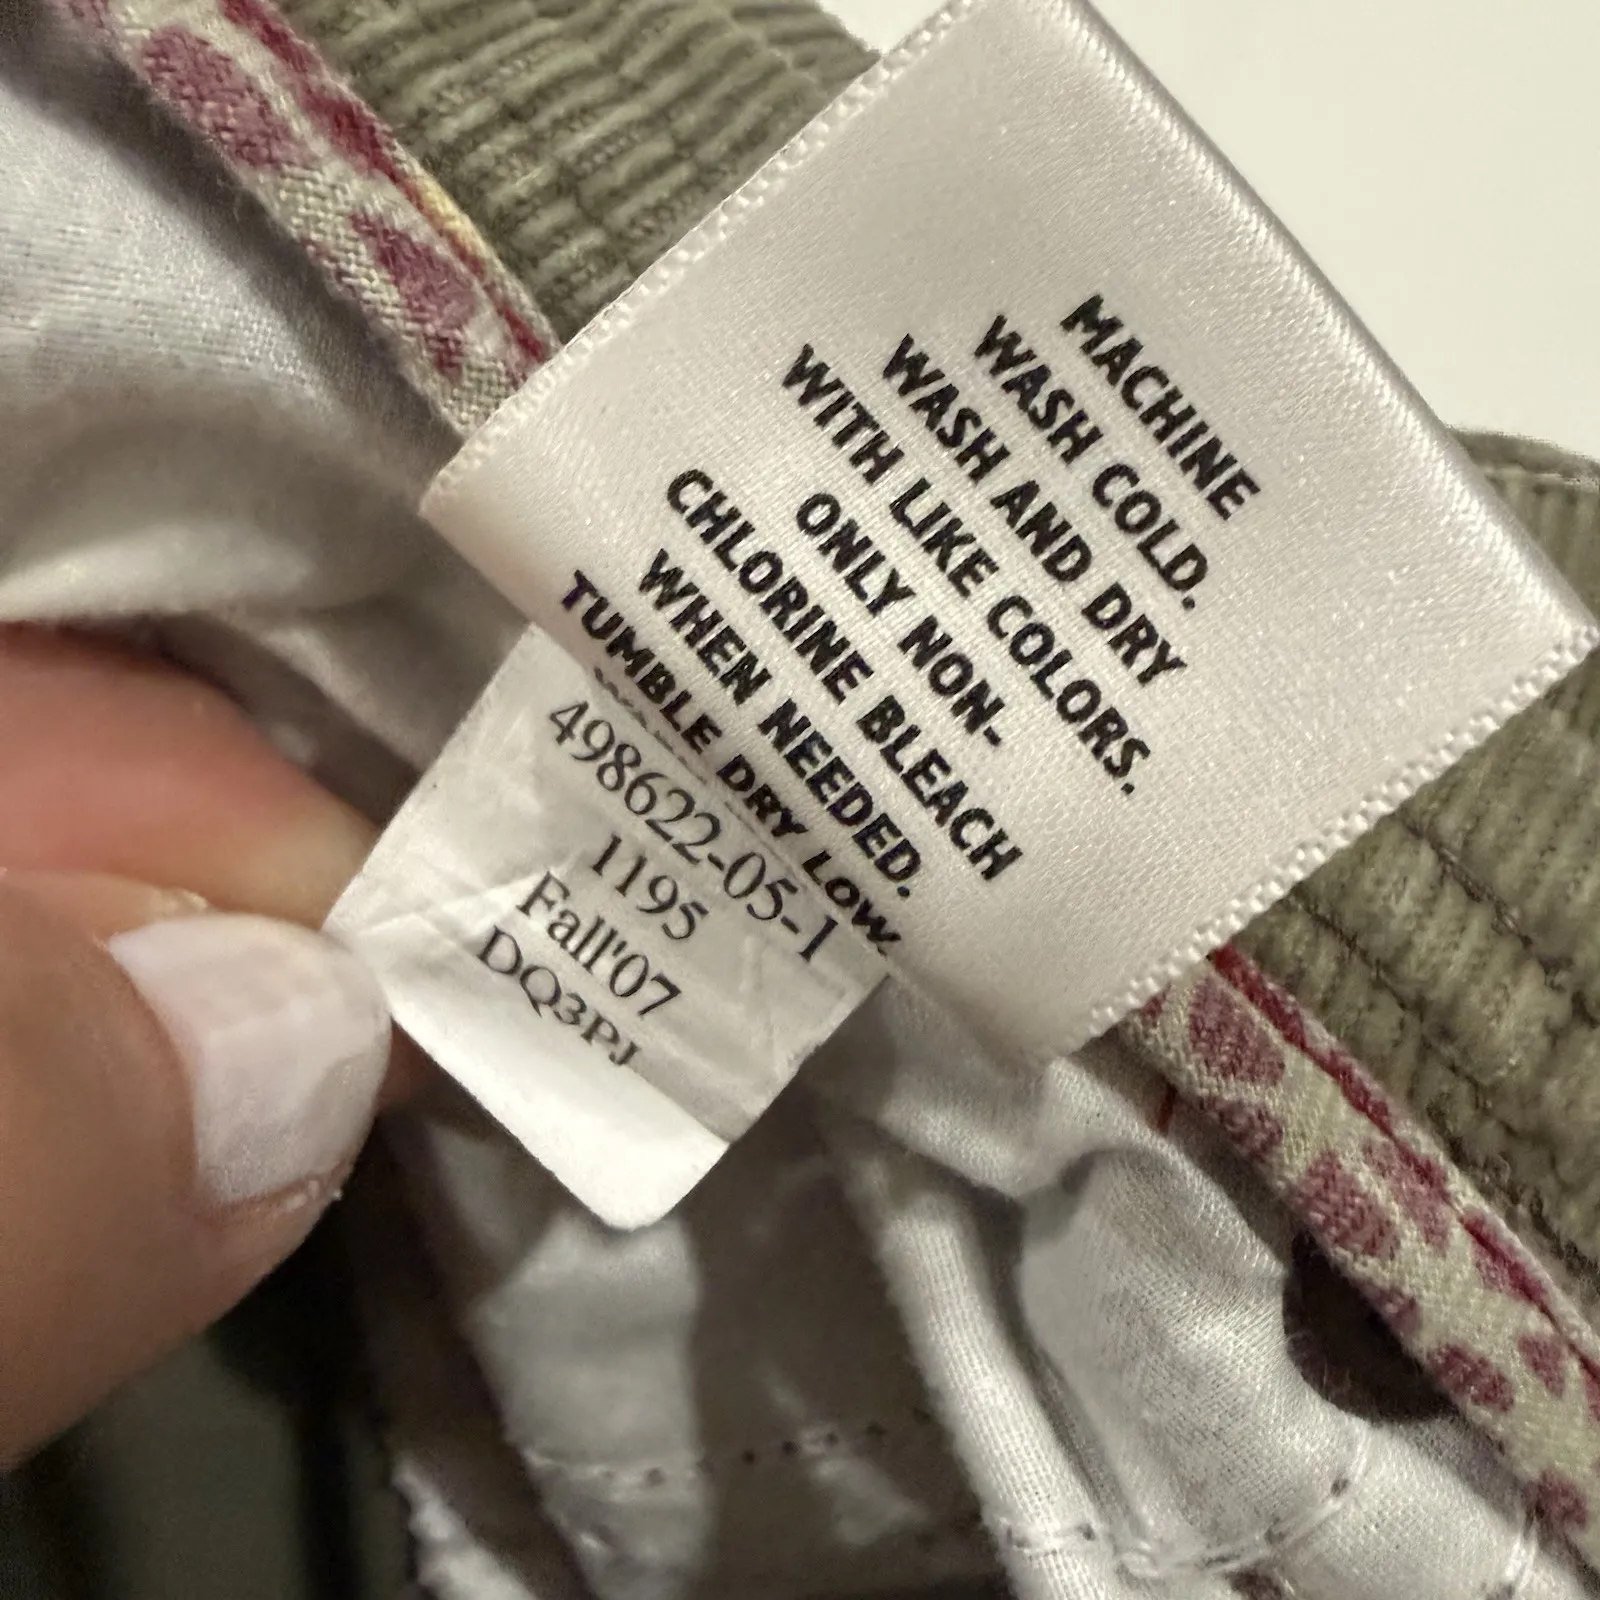 MACHINE
WASH COLD.
WASH AND DRY
WITH LIKE COLORS.
ONLY NON-
CHLORINE BLEACH
WHEN NEEDED.
TUMBLE DRY LOW.
498622-05-1
1195
Fall'07
DQ3PJ